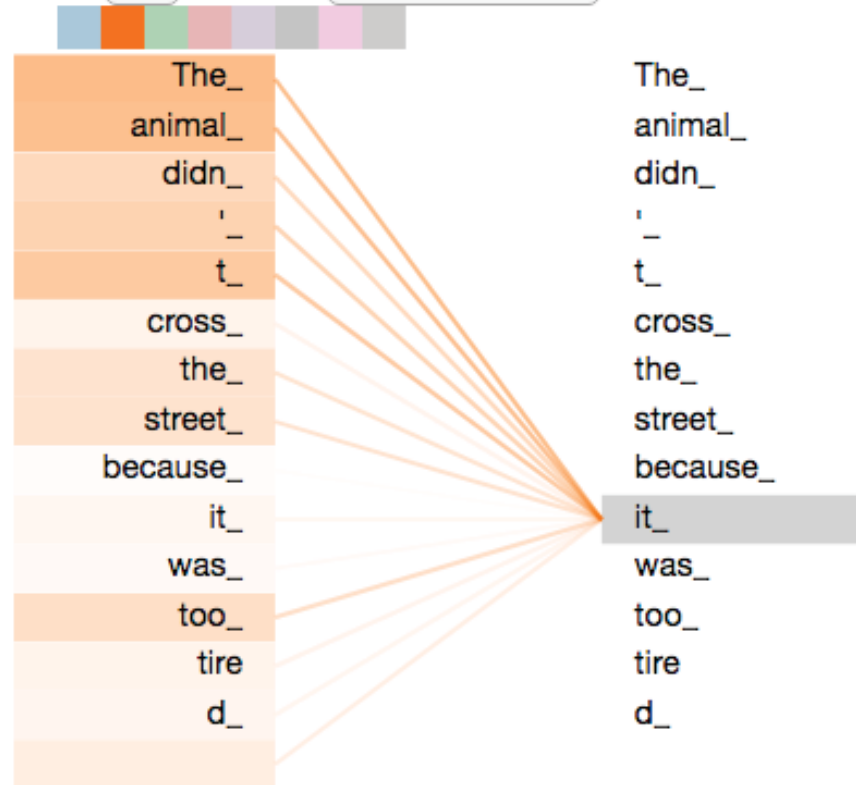 The_ The_
animal_ animal_
didn_ didn_
'_ '_
t_ t_
cross_ cross_
the_ the_
street_ street_
because_ because_
it_ it_
was_ was_
too_ too_
tire tire
d_ d_